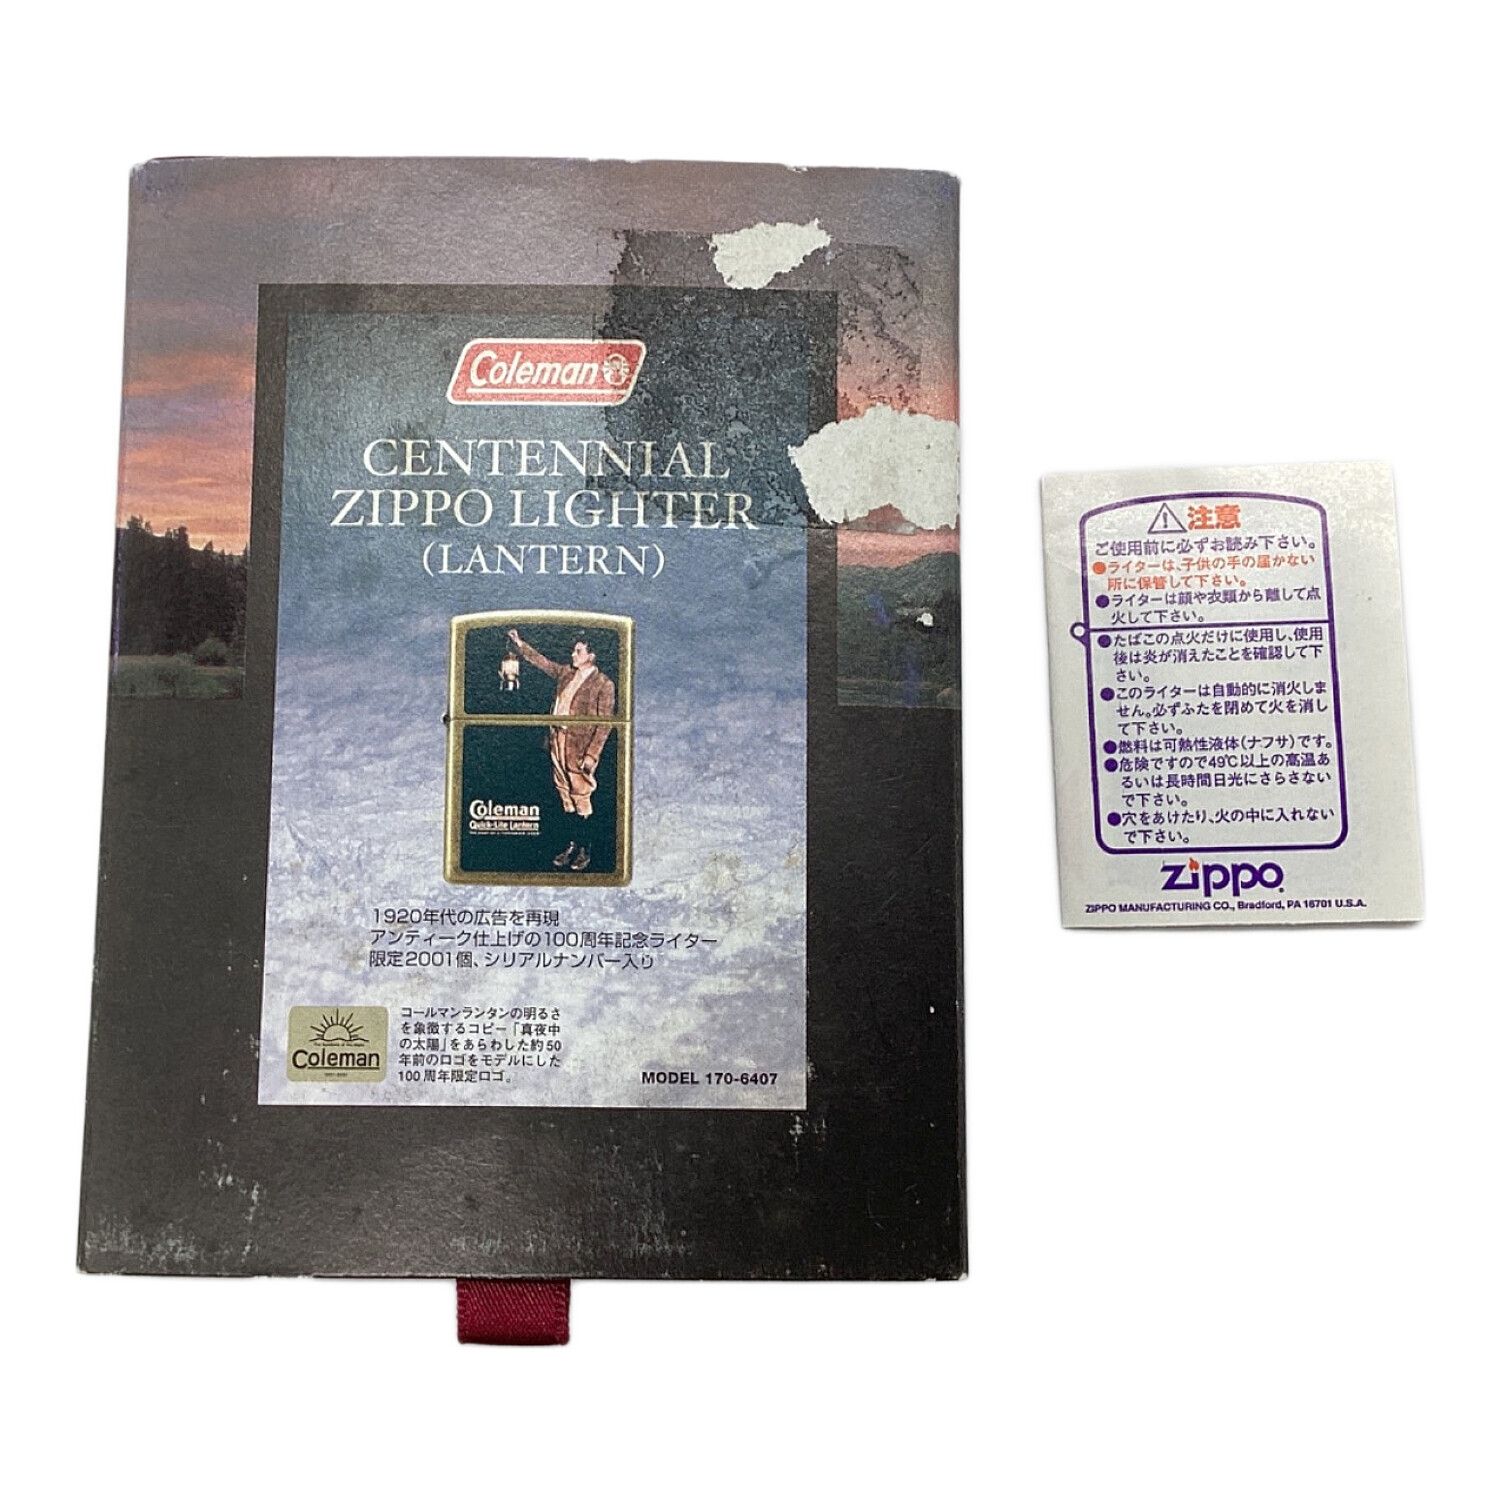 Coleman
CENTENNIAL
ZIPPO LIGHTER
(LANTERN)
Coleman
Quick-Lite Lantern
1920年代の広告を再現
アンティーク仕上げの100周年記念ライター
限定2001個、シリアルナンバー入り
Coleman
コールマンランタンの明るさ
を象徴するコピー「真夜中
の太陽」をあらわした約50
年前のロゴをモデルにした
100周年限定ロゴ。
MODEL 170-6407
注意
ご使用前に必ずお読み下さい。
●ライターは、子供の手の届かない
所に保管して下さい。
●ライターは顔や衣類から離して点
火して下さい。
●たばこの点火だけに使用し、使用
後は炎が消えたことを確認して下
さい。
●このライターは自動的に消火しま
せん。必ずふたを閉めて火を消し
て下さい。
●燃料は可熱性液体(ナフサ)です。
●危険ですので49℃以上の高温あ
るいは長時間日光にさらさない
で下さい。
●穴をあけたり、火の中に入れない
で下さい。
zippo
ZIPPO MANUFACTURING CO., Bradford, PA 16701 U.S.A.